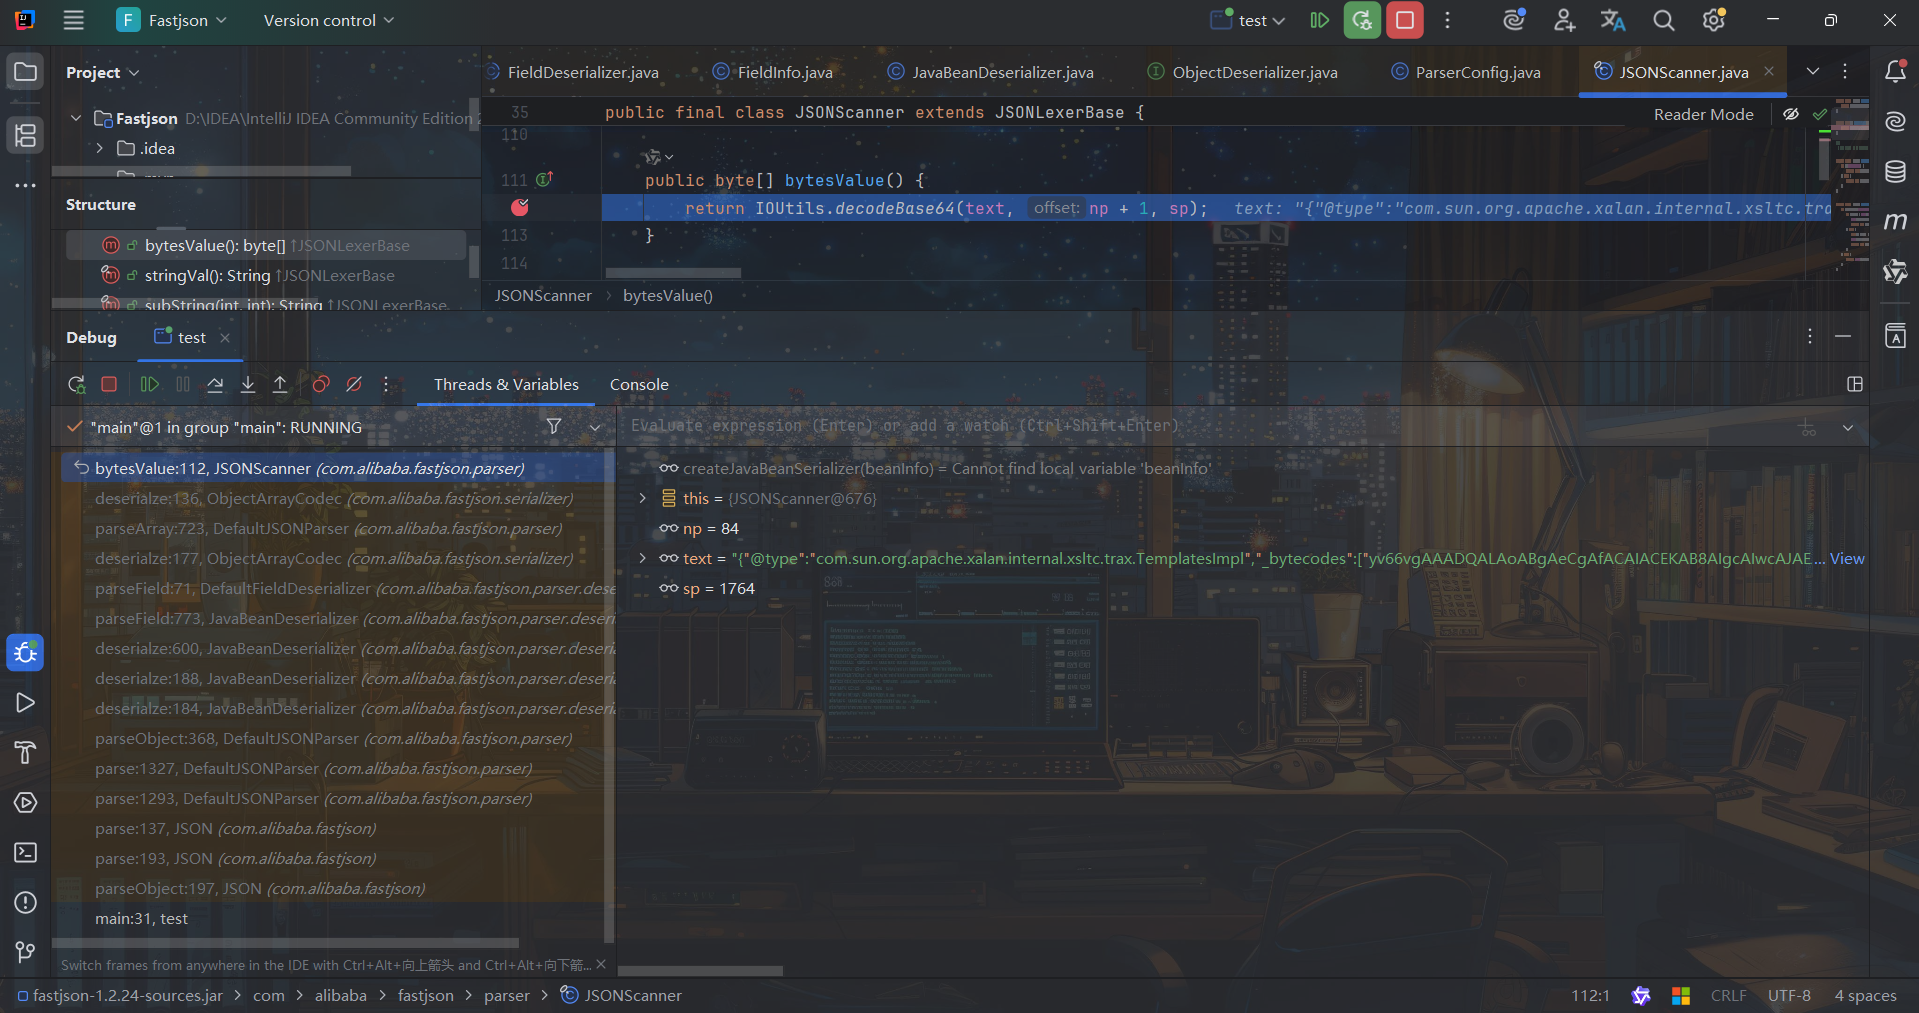 F Fastjson Version control test
Project
Fastjson D:\IDEA\IntelliJ IDEA Community Edition 2
.idea
Structure
bytesValue(): byte[] ↑JSONLexerBase
stringVal(): String ↑JSONLexerBase
subString(int, int): String ↑JSONLexerBase
FieldDeserializer.java FieldInfo.java JavaBeanDeserializer.java ObjectDeserializer.java ParserConfig.java JSONScanner.java
35 public final class JSONScanner extends JSONLexerBase {
Reader Mode
110
111 public byte[] bytesValue() {
return IOUtils.decodeBase64(text, offset: np + 1, sp); text: "{"@type":"com.sun.org.apache.xalan.internal.xsltc.tra
113 }
114
JSONScanner > bytesValue()
Debug test
Threads & Variables Console
"main"@1 in group "main": RUNNING
bytesValue:112, JSONScanner (com.alibaba.fastjson.parser)
deserialze:136, ObjectArrayCodec (com.alibaba.fastjson.serializer)
parseArray:723, DefaultJSONParser (com.alibaba.fastjson.parser)
deserialze:177, ObjectArrayCodec (com.alibaba.fastjson.serializer)
parseField:71, DefaultFieldDeserializer (com.alibaba.fastjson.parser.dese
parseField:773, JavaBeanDeserializer (com.alibaba.fastjson.parser.deseri
deserialze:600, JavaBeanDeserializer (com.alibaba.fastjson.parser.deseria
deserialze:188, JavaBeanDeserializer (com.alibaba.fastjson.parser.deseria
deserialze:184, JavaBeanDeserializer (com.alibaba.fastjson.parser.deseria
parseObject:368, DefaultJSONParser (com.alibaba.fastjson.parser)
parse:1327, DefaultJSONParser (com.alibaba.fastjson.parser)
parse:1293, DefaultJSONParser (com.alibaba.fastjson.parser)
parse:137, JSON (com.alibaba.fastjson)
parse:193, JSON (com.alibaba.fastjson)
parseObject:197, JSON (com.alibaba.fastjson)
main:31, test
Switch frames from anywhere in the IDE with Ctrl+Alt+向上箭头 and Ctrl+Alt+向下箭...
Evaluate expression (Enter) or add a watch (Ctrl+Shift+Enter)
createJavaBeanSerializer(beanInfo) = Cannot find local variable 'beanInfo'
this = {JSONScanner@676}
np = 84
text = "{"@type":"com.sun.org.apache.xalan.internal.xsltc.trax.TemplatesImpl","_bytecodes":["yv66vgAAADQALAoABgAeCgAfACAIACEKAB8AIgcAIwcAJAE... View
sp = 1764
fastjson-1.2.24-sources.jar > com > alibaba > fastjson > parser > JSONScanner
112:1 CRLF UTF-8 4 spaces